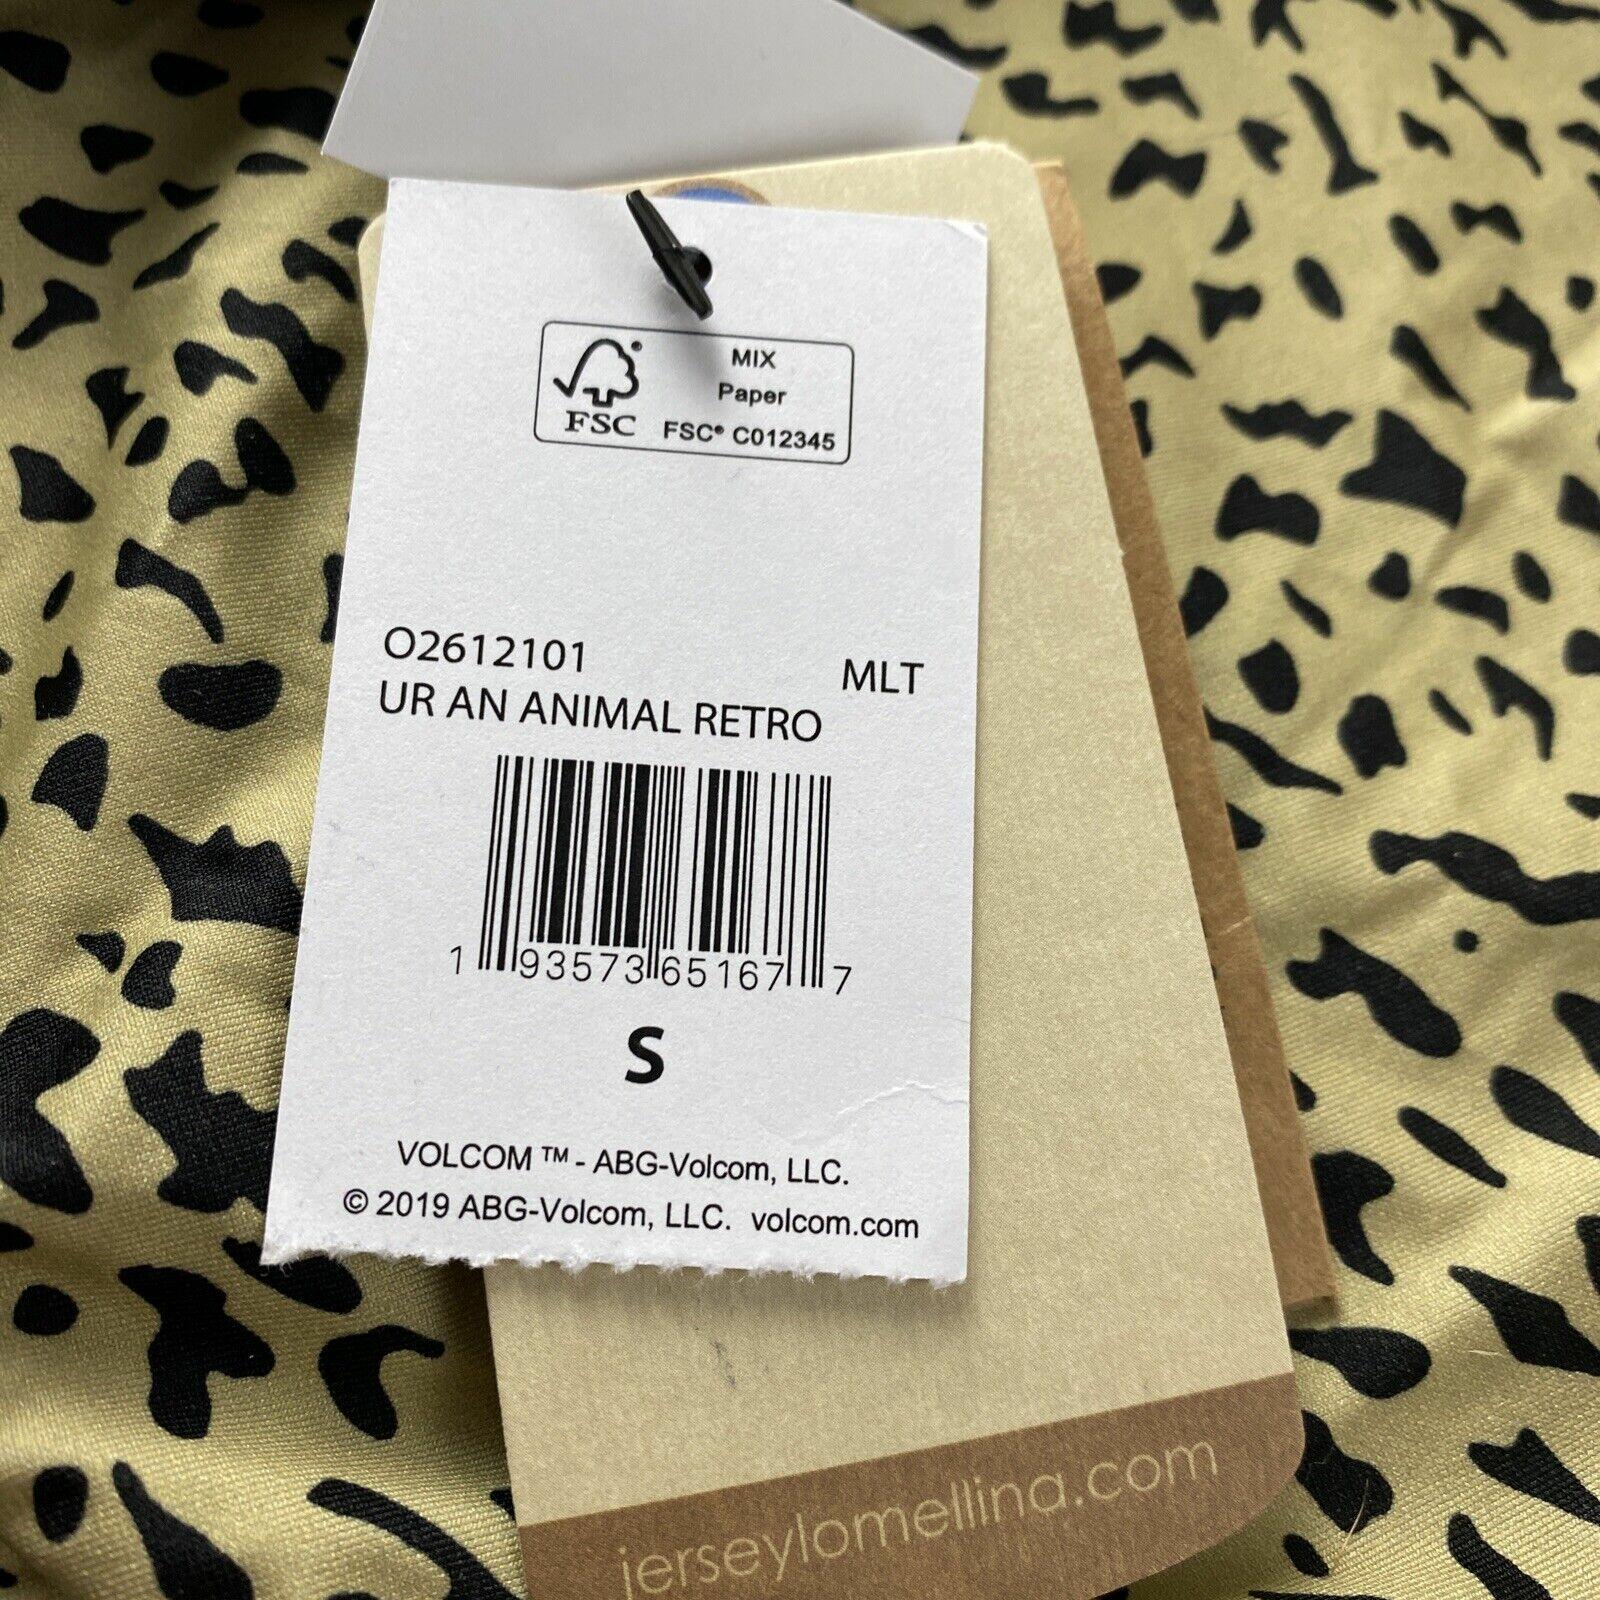 MIX
Paper
FSC® C012345
FSC
O2612101 MLT
UR AN ANIMAL RETRO
1 93573 65167 7
S
VOLCOM ™ - ABG-Volcom, LLC.
© 2019 ABG-Volcom, LLC. volcom.com
jerseylomellina.com